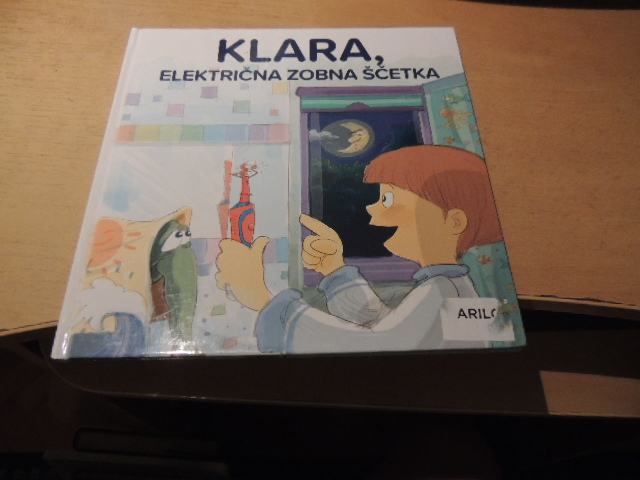 KLARA,
ELEKTRIČNA ZOBNA ŠČETKA